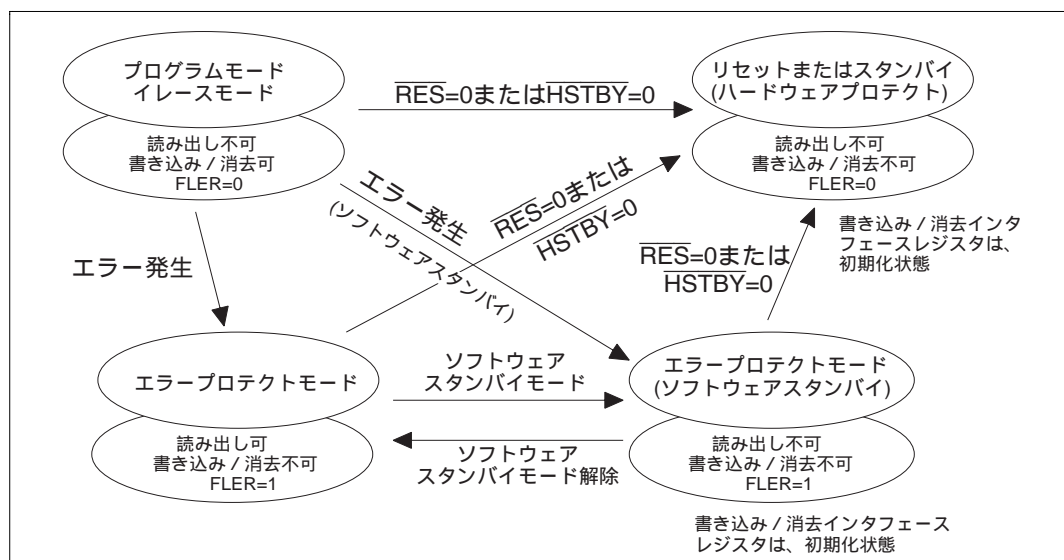 プログラムモード
イレースモード
読み出し不可
書き込み / 消去可
FLER=0
RES=0またはHSTBY=0
リセットまたはスタンバイ
(ハードウェアプロテクト)
読み出し不可
書き込み / 消去不可
FLER=0
書き込み / 消去インタ
フェースレジスタは、
初期化状態
エラー発生
エラー発生
(ソフトウェアスタンバイ)
RES=0または
HSTBY=0
RES=0または
HSTBY=0
エラープロテクトモード
読み出し可
書き込み / 消去不可
FLER=1
ソフトウェア
スタンバイモード
ソフトウェア
スタンバイモード解除
エラープロテクトモード
(ソフトウェアスタンバイ)
読み出し不可
書き込み / 消去不可
FLER=1
書き込み / 消去インタフェース
レジスタは、初期化状態